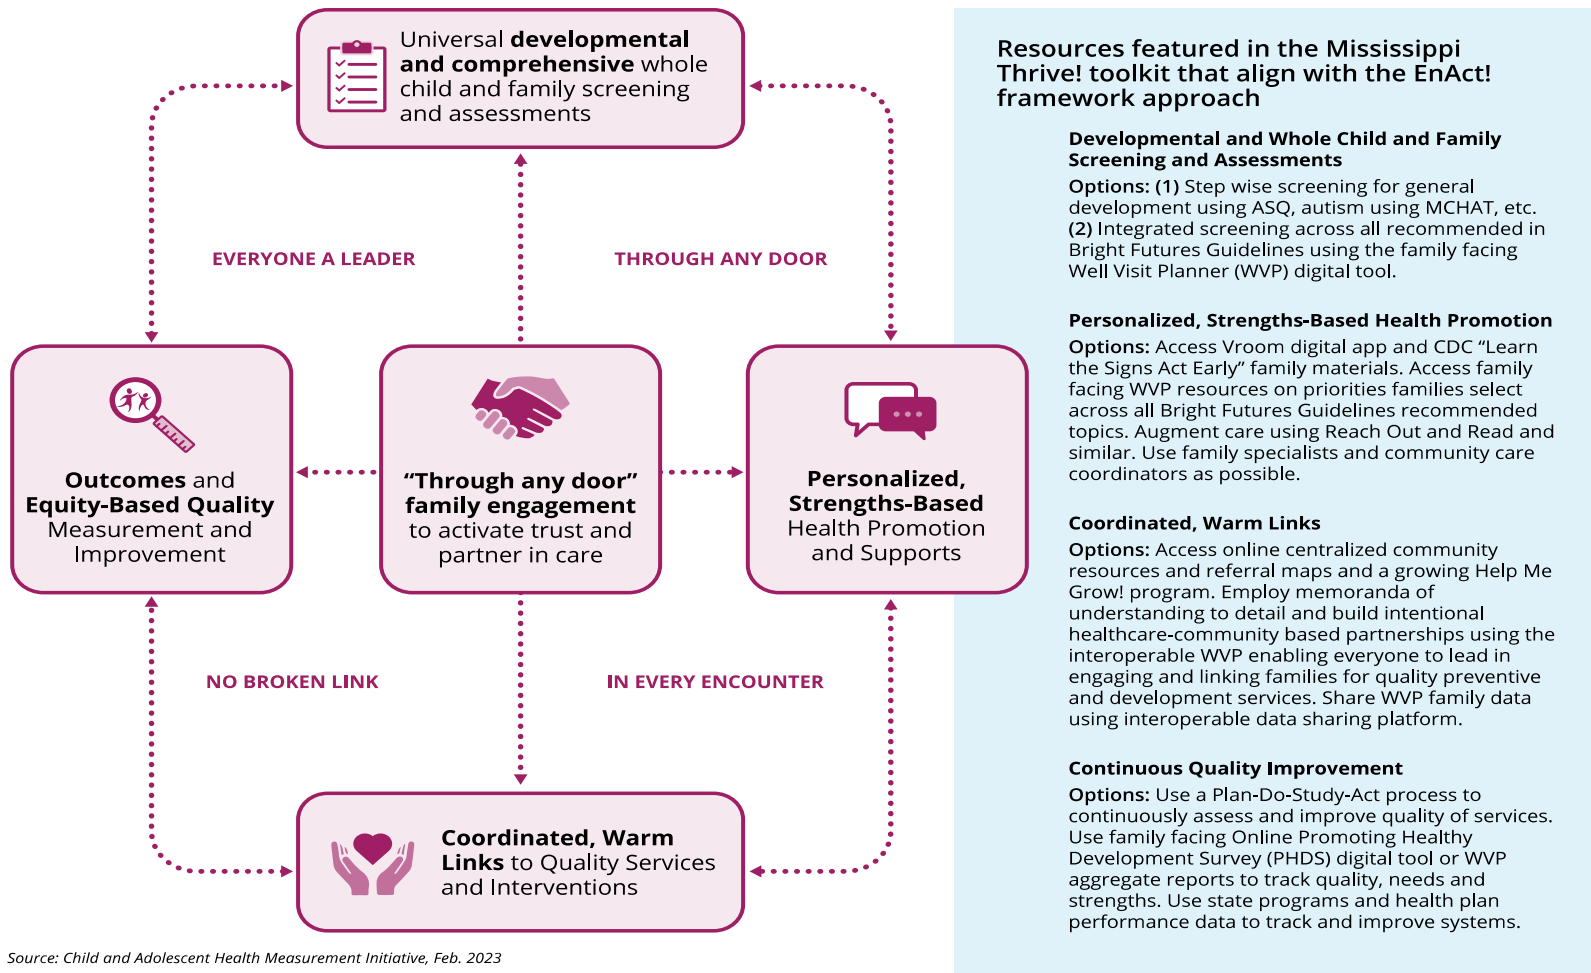 Universal developmental
and comprehensive whole
child and family screening
and assessments
EVERYONE A LEADER
THROUGH ANY DOOR
Outcomes and
Equity-Based Quality
Measurement and
Improvement
“Through any door”
family engagement
to activate trust and
partner in care
Personalized,
Strengths-Based
Health Promotion
and Supports
NO BROKEN LINK
IN EVERY ENCOUNTER
Coordinated, Warm
Links to Quality Services
and Interventions
Source: Child and Adolescent Health Measurement Initiative, Feb. 2023
Resources featured in the Mississippi
Thrive! toolkit that align with the EnAct!
framework approach
Developmental and Whole Child and Family
Screening and Assessments
Options: (1) Step wise screening for general
development using ASQ, autism using MCHAT, etc.
(2) Integrated screening across all recommended in
Bright Futures Guidelines using the family facing
Well Visit Planner (WVP) digital tool.
Personalized, Strengths-Based Health Promotion
Options: Access Vroom digital app and CDC “Learn
the Signs Act Early” family materials. Access family
facing WVP resources on priorities families select
across all Bright Futures Guidelines recommended
topics. Augment care using Reach Out and Read and
similar. Use family specialists and community care
coordinators as possible.
Coordinated, Warm Links
Options: Access online centralized community
resources and referral maps and a growing Help Me
Grow! program. Employ memoranda of
understanding to detail and build intentional
healthcare-community based partnerships using the
interoperable WVP enabling everyone to lead in
engaging and linking families for quality preventive
and development services. Share WVP family data
using interoperable data sharing platform.
Continuous Quality Improvement
Options: Use a Plan-Do-Study-Act process to
continuously assess and improve quality of services.
Use family facing Online Promoting Healthy
Development Survey (PHDS) digital tool or WVP
aggregate reports to track quality, needs and
strengths. Use state programs and health plan
performance data to track and improve systems.